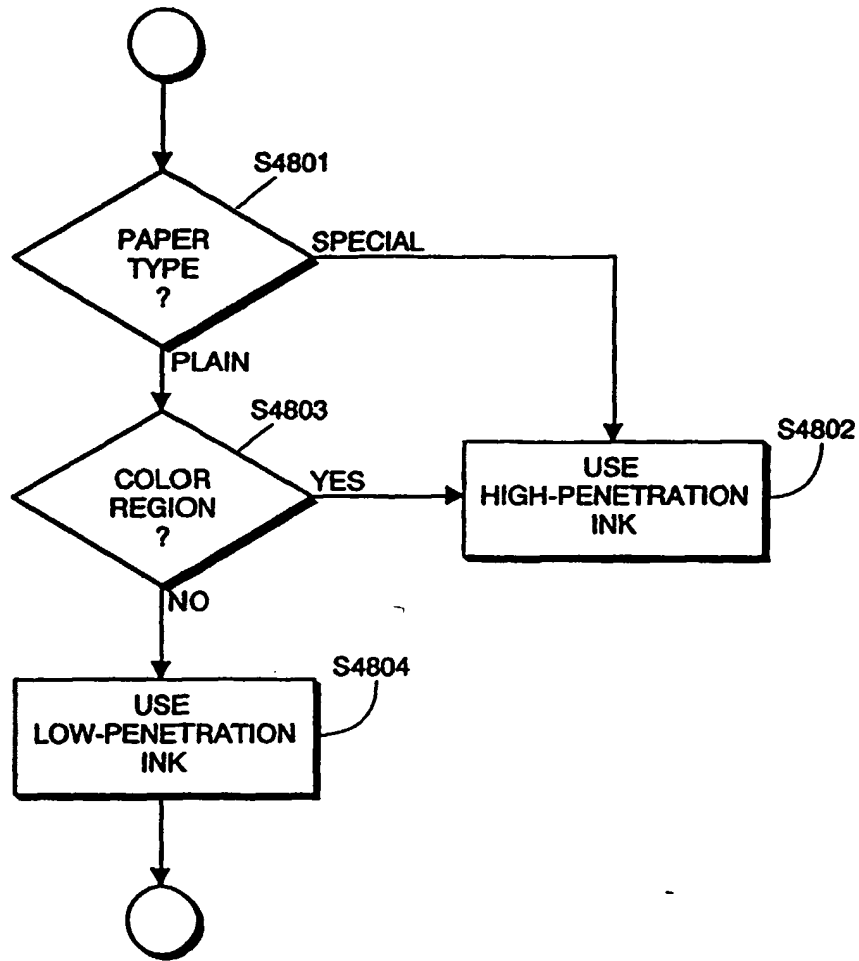 S4801
PAPER
TYPE
?
SPECIAL
PLAIN
S4803
COLOR
REGION
?
YES
S4802
USE
HIGH-PENETRATION
INK
NO
S4804
USE
LOW-PENETRATION
INK